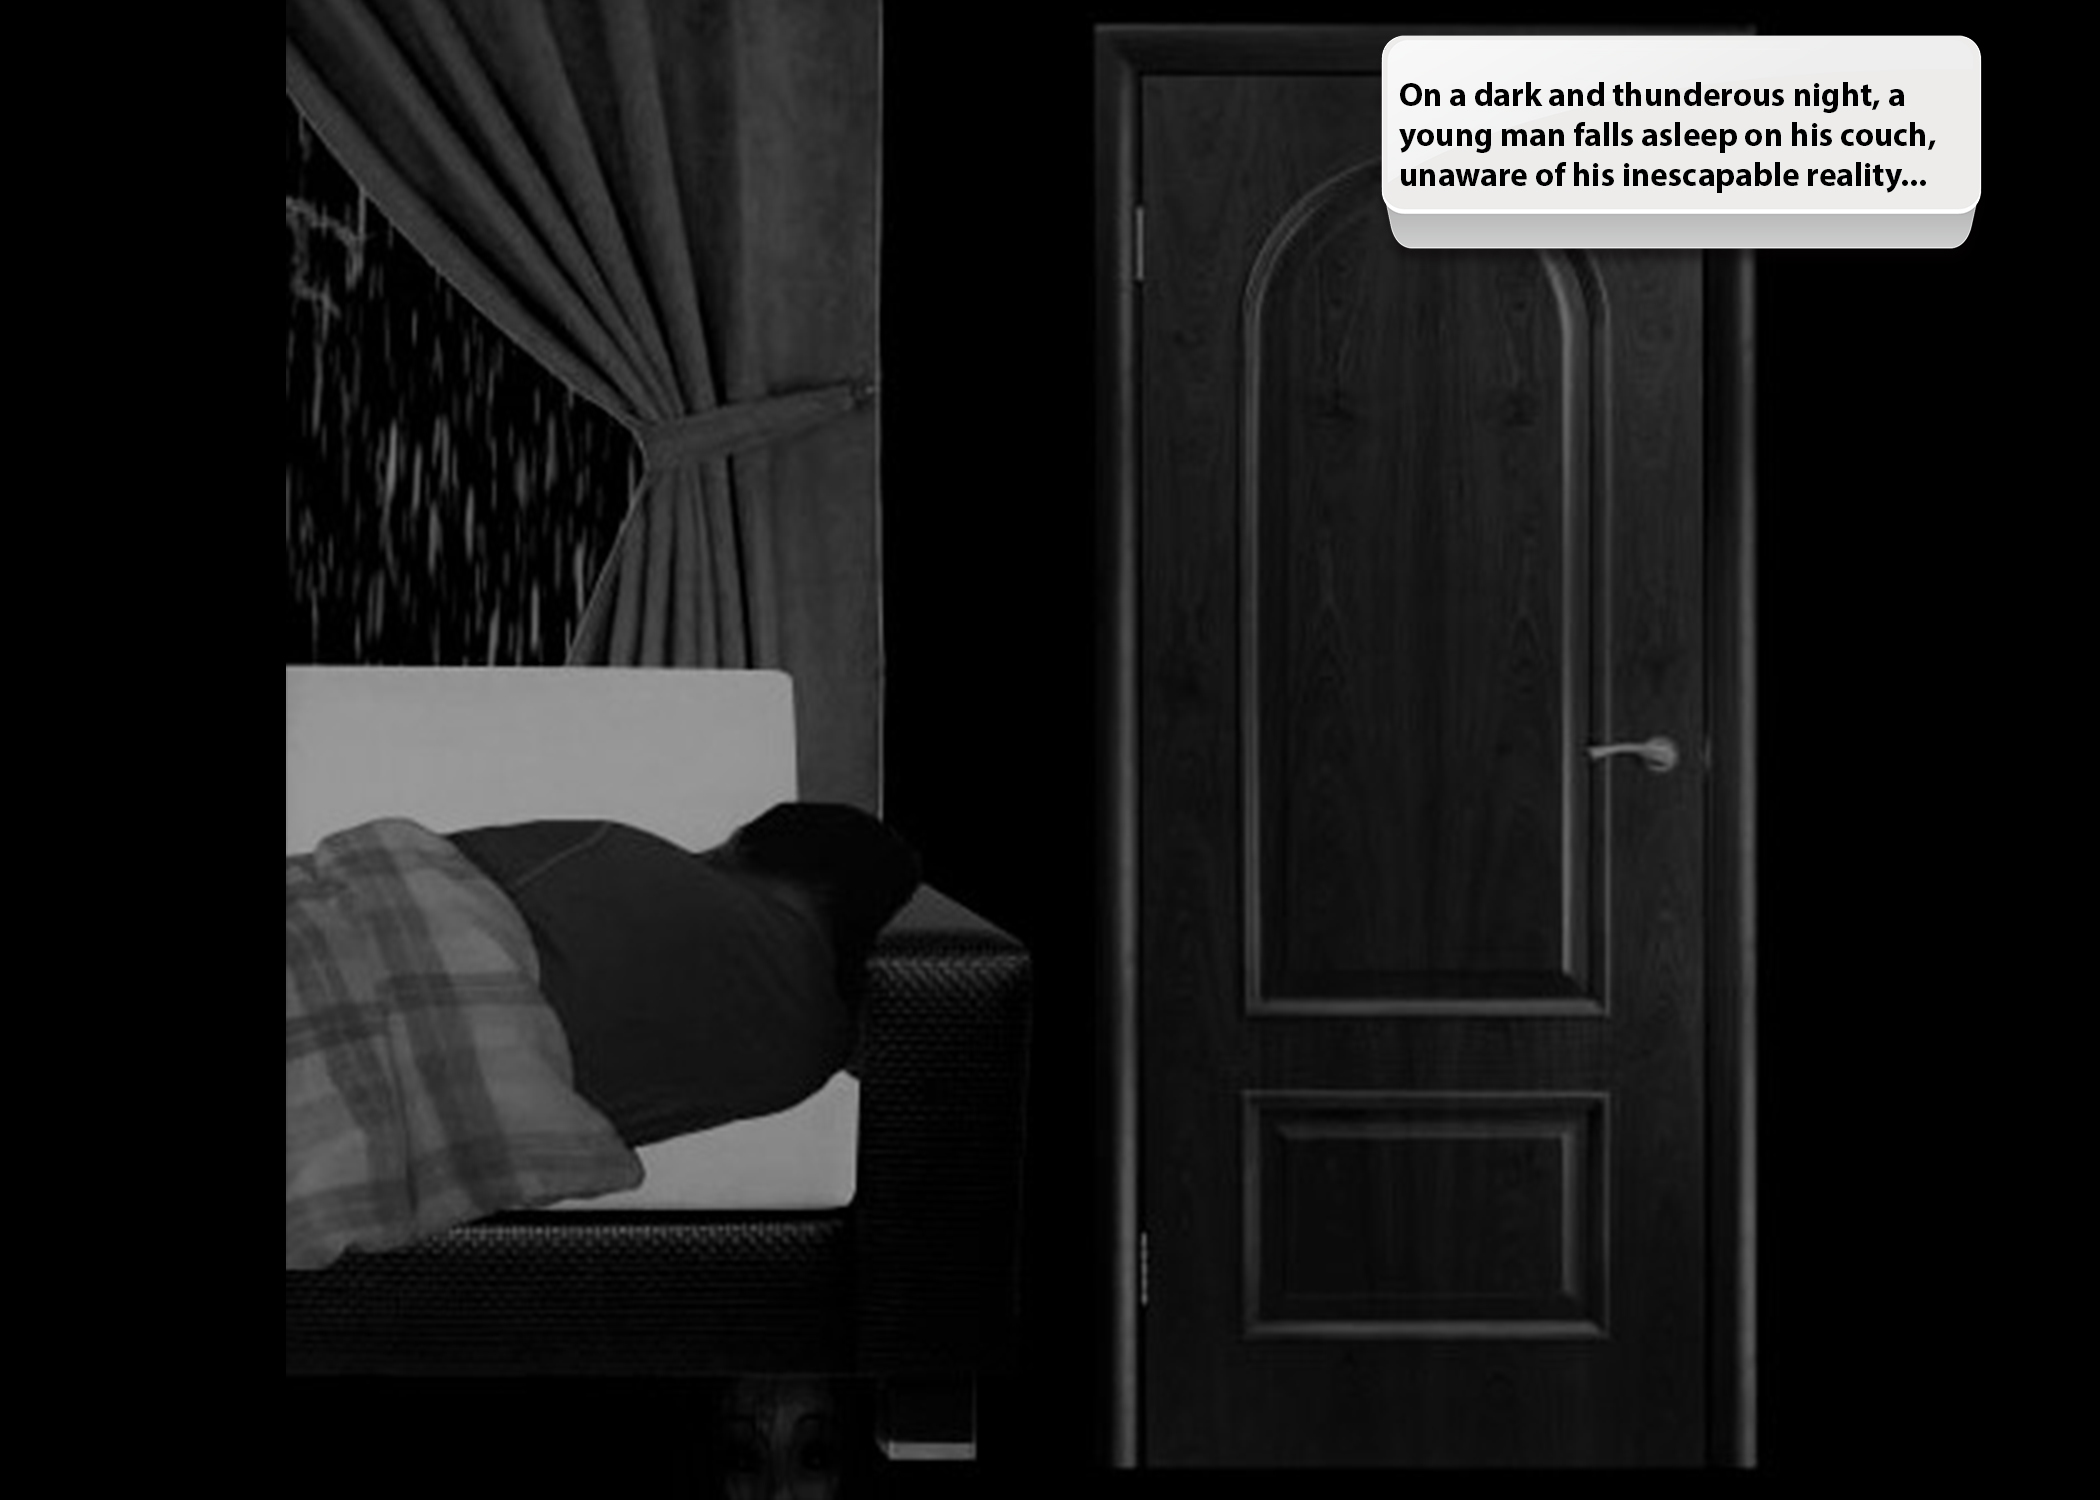 On a dark and thunderous night, a
young man falls asleep on his couch,
unaware of his inescapable reality...